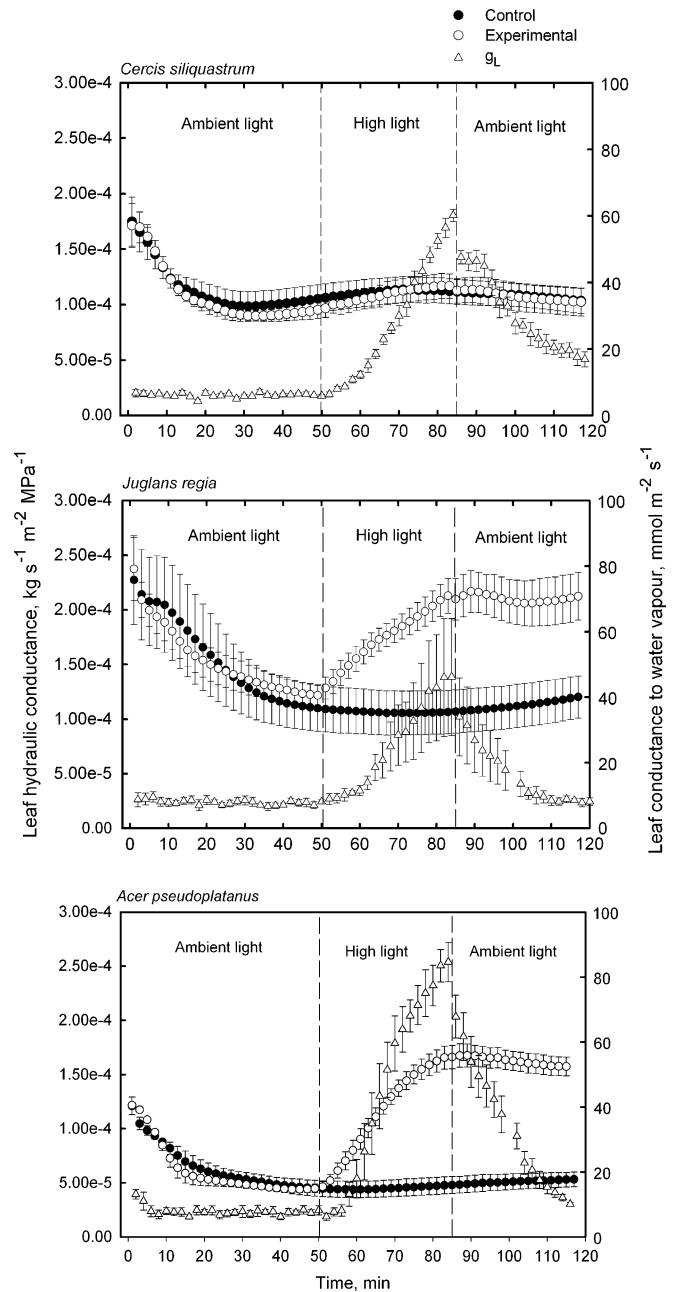 Control
Experimental
gL
Cercis siliquastrum
3.00e-4
2.50e-4
2.00e-4
1.50e-4
1.00e-4
5.00e-5
0.00
100
80
60
40
20
0
Ambient light High light Ambient light
0 10 20 30 40 50 60 70 80 90 100 110 120
Juglans regia
3.00e-4
2.50e-4
2.00e-4
1.50e-4
1.00e-4
5.00e-5
0.00
100
80
60
40
20
0
Ambient light High light Ambient light
0 10 20 30 40 50 60 70 80 90 100 110 120
Leaf hydraulic conductance, kg s-1 m-2 MPa-1
Leaf conductance to water vapour, mmol m-2 s-1
Acer pseudoplatanus
3.00e-4
2.50e-4
2.00e-4
1.50e-4
1.00e-4
5.00e-5
0.00
100
80
60
40
20
0
Ambient light High light Ambient light
0 10 20 30 40 50 60 70 80 90 100 110 120
Time, min